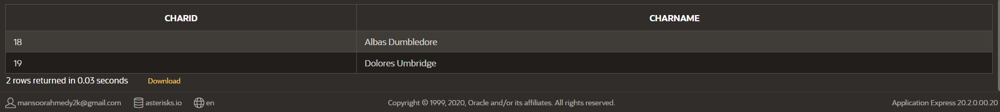 CHARID CHARNAME
18 Albas Dumbledore
19 Dolores Umbridge
2 rows returned in 0.03 seconds Download
mansoorahmedy2k@gmail.com asterisks.io en Copyright © 1999, 2020, Oracle and/or its affiliates. All rights reserved. Application Express 20.2.0.00.20